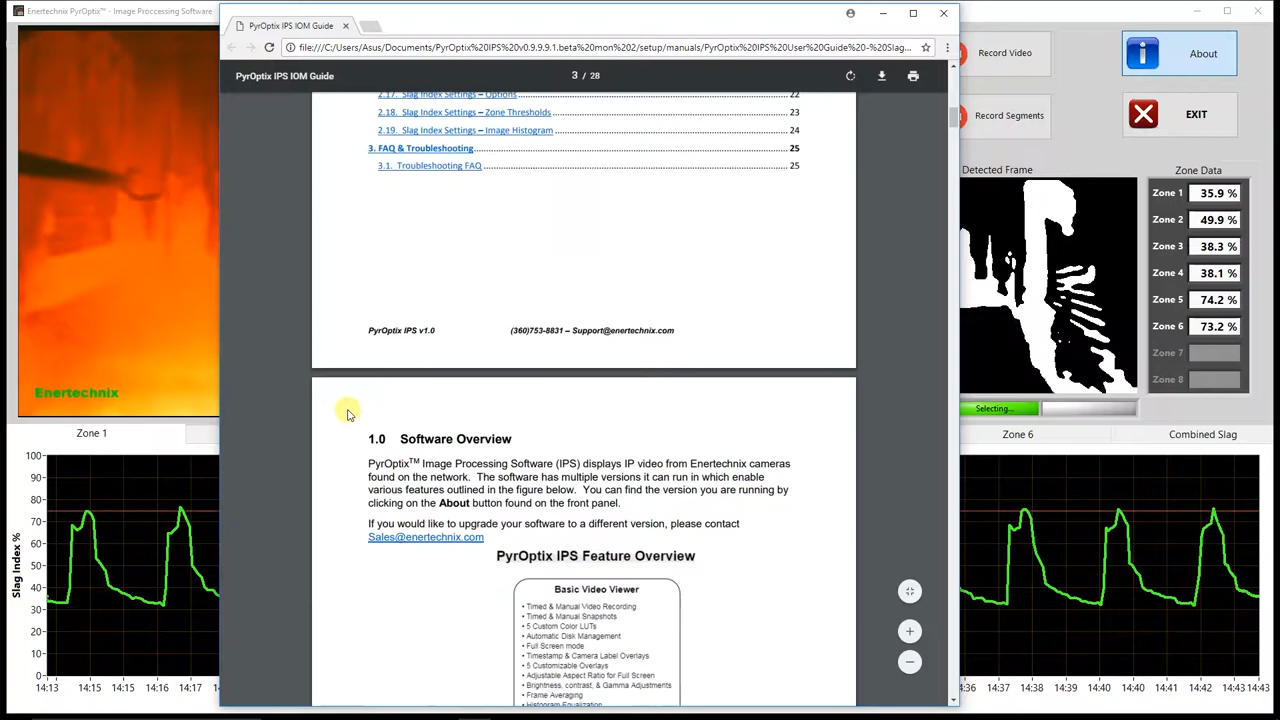 Enertechnix PyrOptix™ - Image Proccessing Software
PyrOptix IPS IOM Guide
file:///C:/Users/Asus/Documents/PyrOptix%20IPS%20v0.9.9.9.1.beta%20mon%202/setup/manuals/PyrOptix%20IPS%20User%20Guide%20-%20Slag...
PyrOptix IPS IOM Guide
3 / 28
2.17. Slag Index Settings – Options 22
2.18. Slag Index Settings – Zone Thresholds 23
2.19. Slag Index Settings – Image Histogram 24
3. FAQ & Troubleshooting 25
3.1. Troubleshooting FAQ 25
PyrOptix IPS v1.0 (360)753-8831 – Support@enertechnix.com
1.0 Software Overview
PyrOptix™ Image Processing Software (IPS) displays IP video from Enertechnix cameras
found on the network. The software has multiple versions it can run in which enable
various features outlined in the figure below. You can find the version you are running by
clicking on the About button found on the front panel.
If you would like to upgrade your software to a different version, please contact
Sales@enertechnix.com
PyrOptix IPS Feature Overview
Basic Video Viewer
• Timed & Manual Video Recording
• Timed & Manual Snapshots
• 5 Custom Color LUTs
• Automatic Disk Management
• Full Screen mode
• Timestamp & Camera Label Overlays
• 5 Customizable Overlays
• Adjustable Aspect Ratio for Full Screen
• Brightness, contrast, & Gamma Adjustments
• Frame Averaging
• Histogram Equalization
Record Video
About
Record Segments
EXIT
Detected Frame
Zone Data
Zone 1 35.9 %
Zone 2 49.9 %
Zone 3 38.3 %
Zone 4 38.1 %
Zone 5 74.2 %
Zone 6 73.2 %
Zone 7
Zone 8
Selecting...
Enertechnix
Zone 1
Zone 6
Combined Slag
Slag Index %
100
90
80
70
60
50
40
30
20
10
0
14:13 14:15 14:15 14:17
14:36 14:37 14:38 14:40 14:41 14:42 14:43 14:43